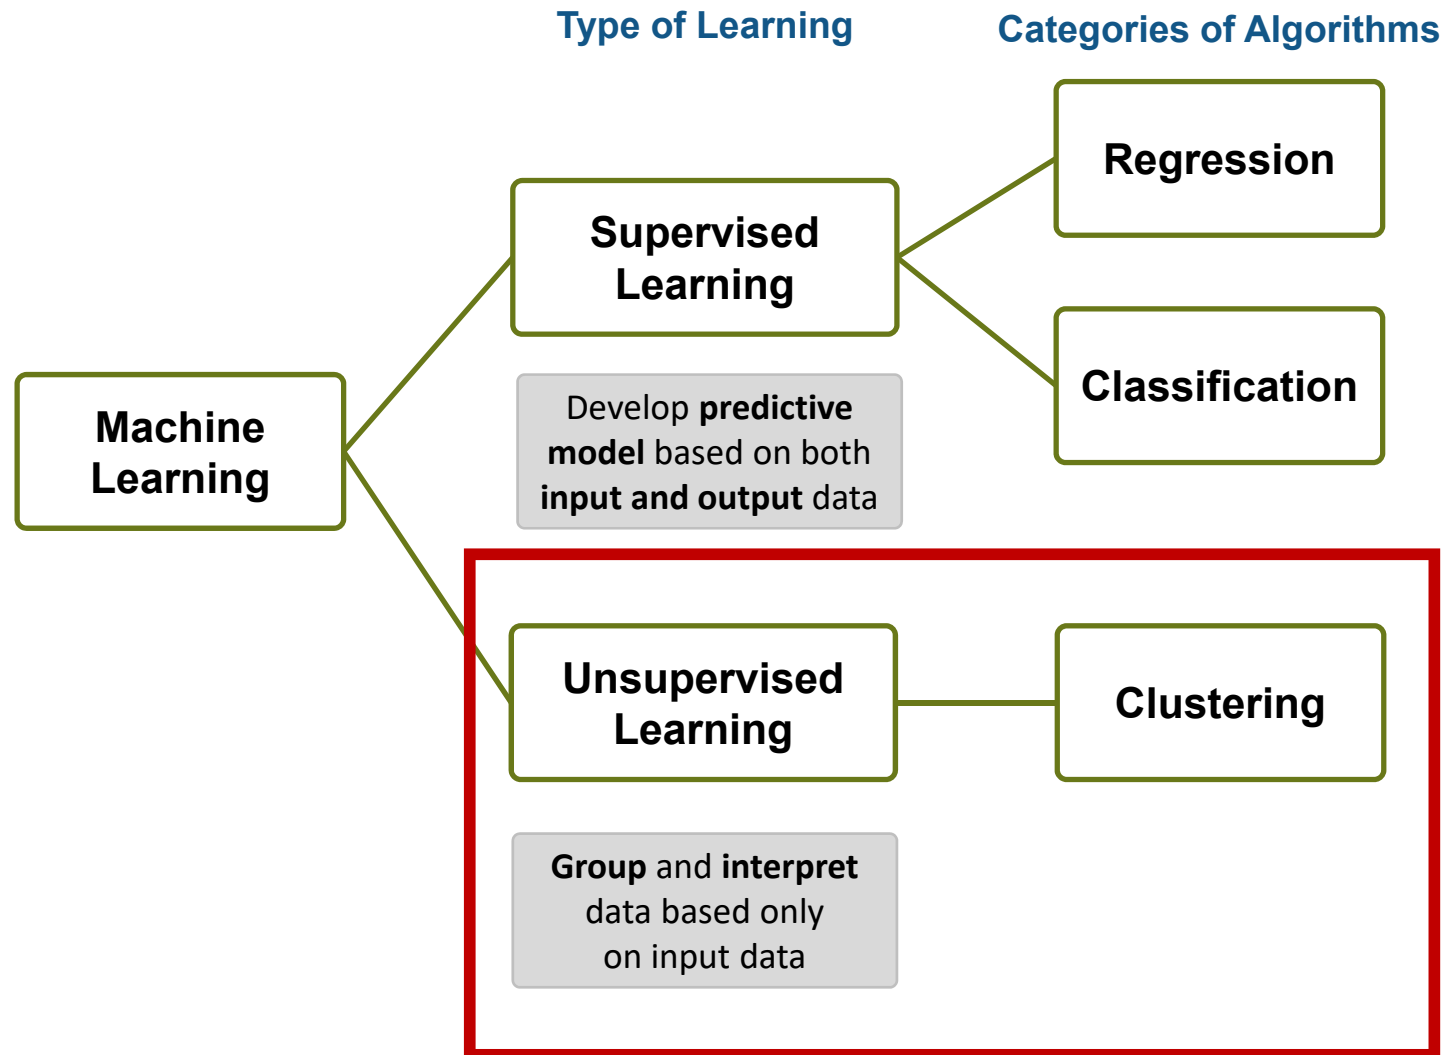 Type of Learning
Categories of Algorithms
Regression
Supervised
Learning
Classification
Machine
Learning
Develop predictive
model based on both
input and output data
Unsupervised
Learning
Clustering
Group and interpret
data based only
on input data